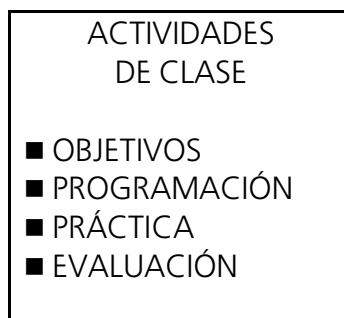 ACTIVIDADES
DE CLASE
■ OBJETIVOS
■ PROGRAMACIÓN
■ PRÁCTICA
■ EVALUACIÓN